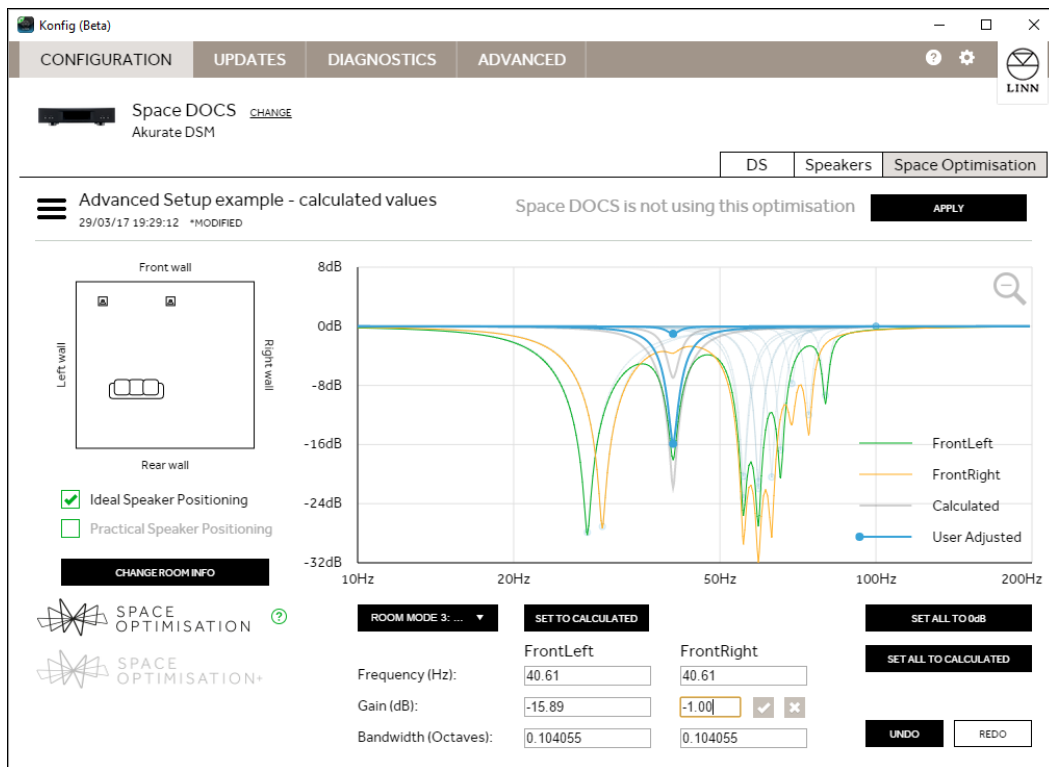 Konfig (Beta)
CONFIGURATION UPDATES DIAGNOSTICS ADVANCED ?
LINN
Space DOCS CHANGE
Akurate DSM
DS Speakers Space Optimisation
Advanced Setup example - calculated values
29/03/17 19:29:12 *MODIFIED
Space DOCS is not using this optimisation APPLY
Front wall
Left wall
Right wall
Rear wall
Ideal Speaker Positioning
Practical Speaker Positioning
CHANGE ROOM INFO
SPACE OPTIMISATION ?
SPACE OPTIMISATION+
8dB
0dB
-8dB
-16dB
-24dB
-32dB
10Hz 20Hz 50Hz 100Hz 200Hz
FrontLeft
FrontRight
Calculated
User Adjusted
ROOM MODE 3: ... SET TO CALCULATED SET ALL TO 0dB
SET ALL TO CALCULATED
FrontLeft FrontRight
Frequency (Hz): 40.61 40.61
Gain (dB): -15.89 -1.00
Bandwidth (Octaves): 0.104055 0.104055
UNDO REDO